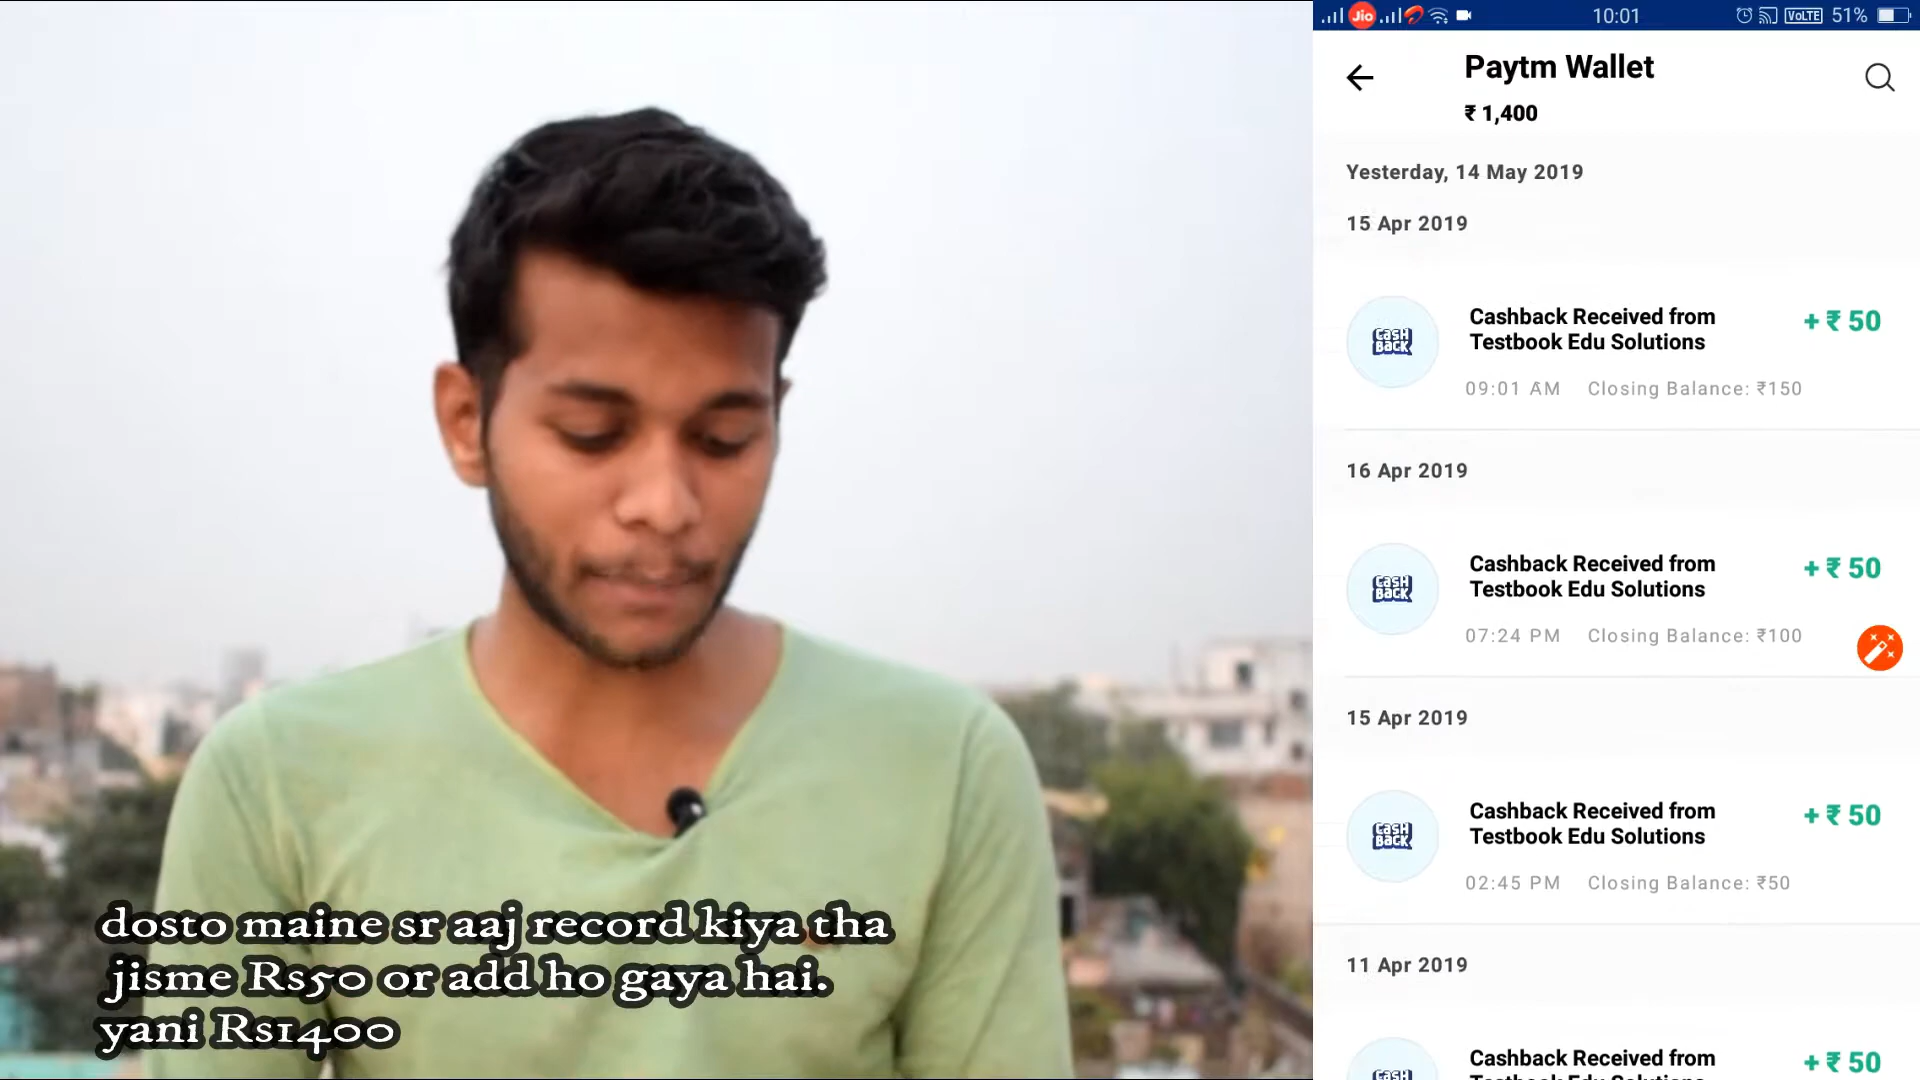 dosto maine sr aaj record kiya tha
jisme Rs50 or add ho gaya hai.
yani Rs1400
Jio
10:01
VoLTE
51%
Paytm Wallet
₹ 1,400
Yesterday, 14 May 2019
15 Apr 2019
CASH
BACK
Cashback Received from
Testbook Edu Solutions
+ ₹ 50
09:01 AM Closing Balance: ₹150
16 Apr 2019
CASH
BACK
Cashback Received from
Testbook Edu Solutions
+ ₹ 50
07:24 PM Closing Balance: ₹100
15 Apr 2019
CASH
BACK
Cashback Received from
Testbook Edu Solutions
+ ₹ 50
02:45 PM Closing Balance: ₹50
11 Apr 2019
CASH
Cashback Received from
Testbook Edu Solutions
+ ₹ 50